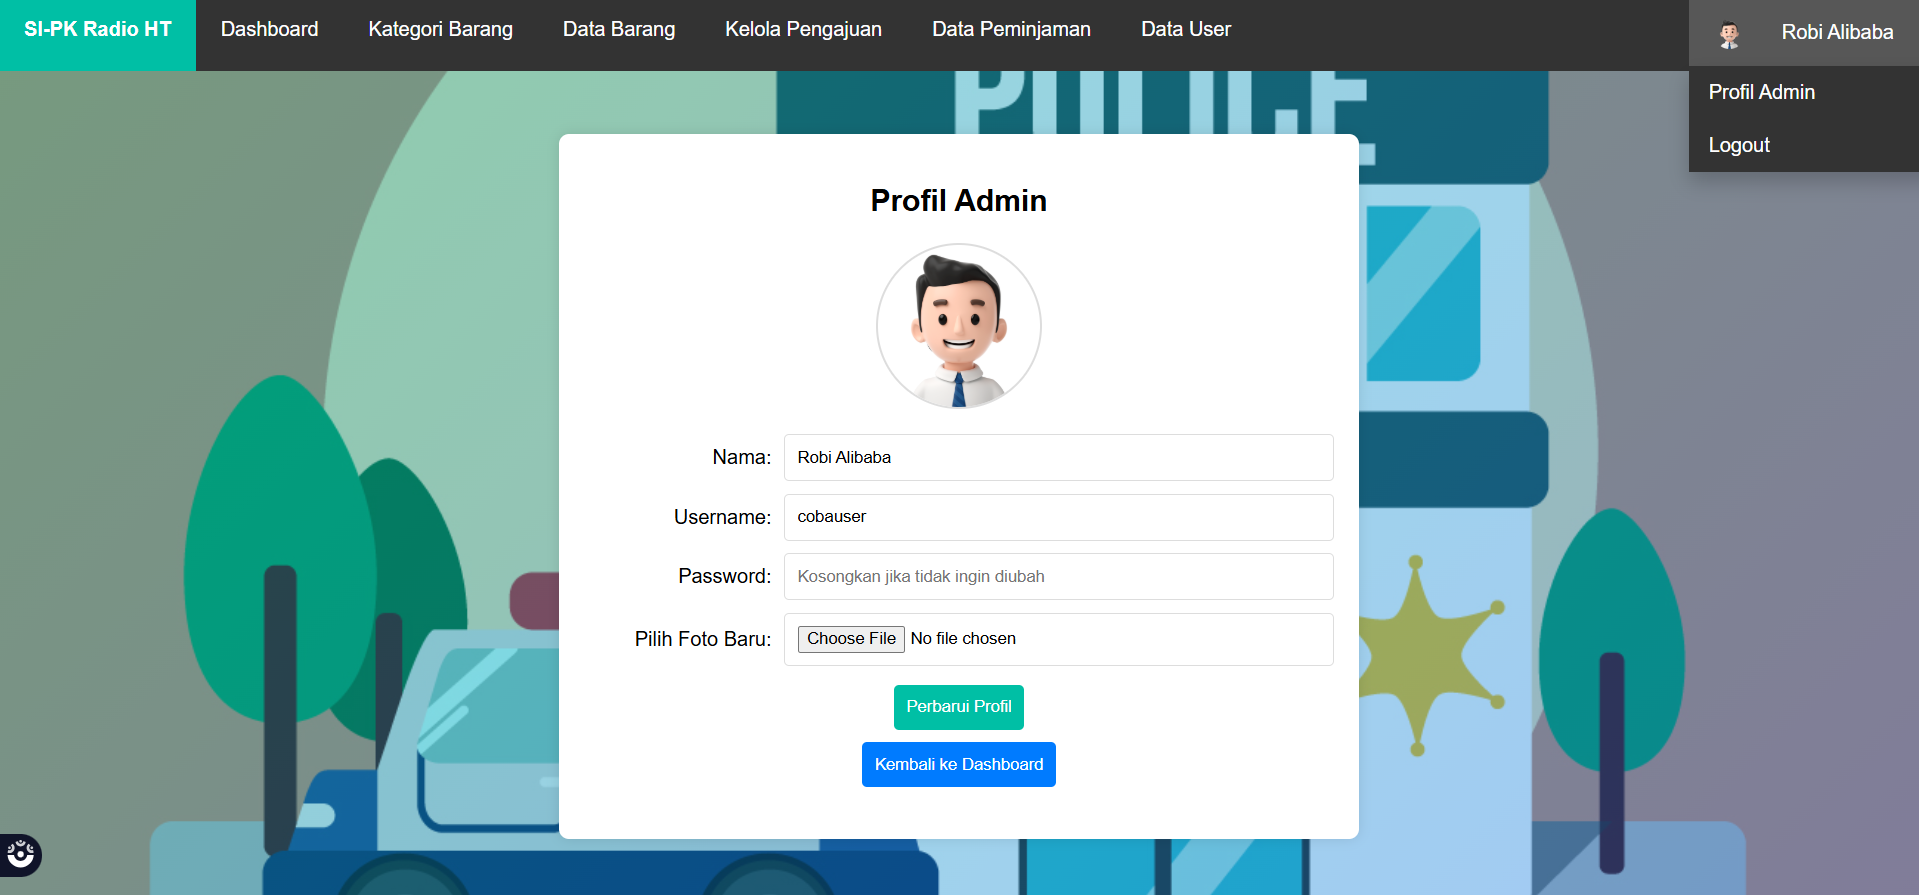 SI-PK Radio HT Dashboard Kategori Barang Data Barang Kelola Pengajuan Data Peminjaman Data User Robi Alibaba
Profil Admin
Logout
POLICE
Profil Admin
Nama: Robi Alibaba
Username: cobauser
Password: Kosongkan jika tidak ingin diubah
Pilih Foto Baru: Choose File No file chosen
Perbarui Profil
Kembali ke Dashboard